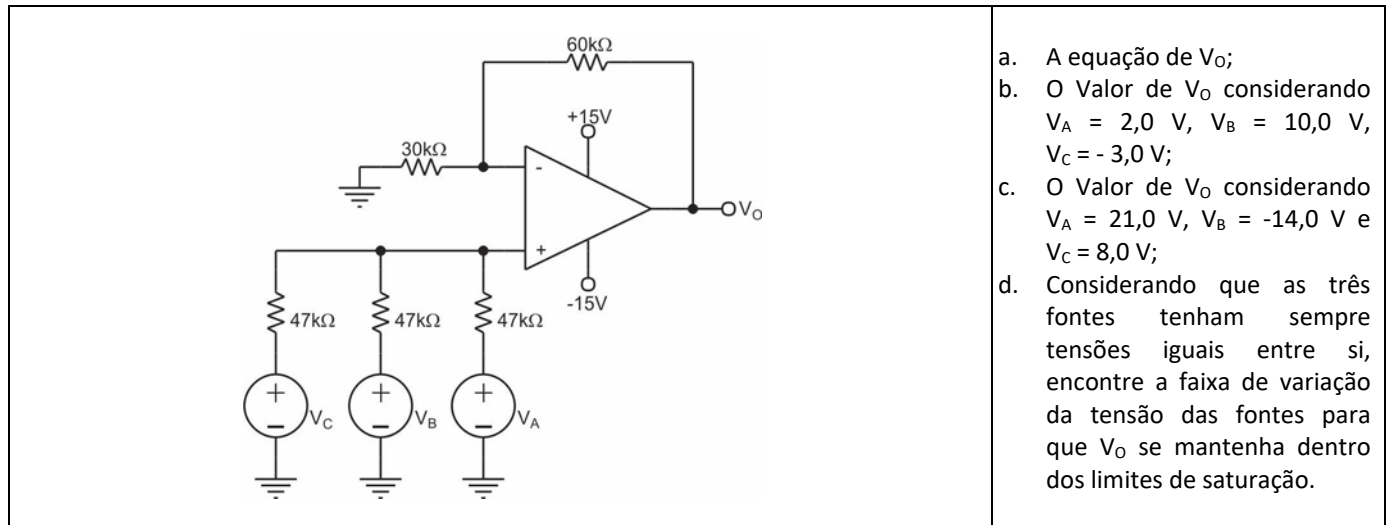 60kΩ
+15V
30kΩ
-
VO
+
-15V
47kΩ
47kΩ
47kΩ
+
-
VC
+
-
VB
+
-
VA
a. A equação de VO;
b. O Valor de VO considerando
VA = 2,0 V, VB = 10,0 V,
VC = - 3,0 V;
c. O Valor de VO considerando
VA = 21,0 V, VB = -14,0 V e
VC = 8,0 V;
d. Considerando que as três
fontes tenham sempre
tensões iguais entre si,
encontre a faixa de variação
da tensão das fontes para
que VO se mantenha dentro
dos limites de saturação.